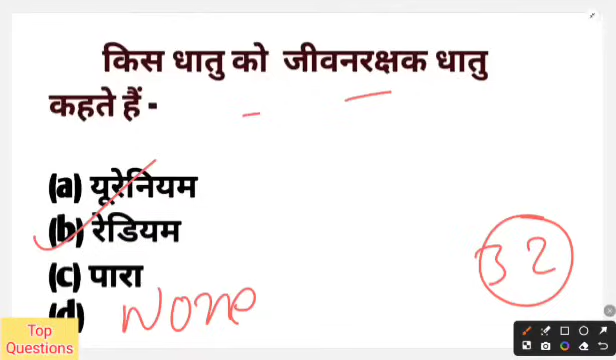 किस धातु को जीवनरक्षक धातु
कहते हैं -
(a) यूरेनियम
(b) रेडियम
(c) पारा
(d) None
32
Top
Questions